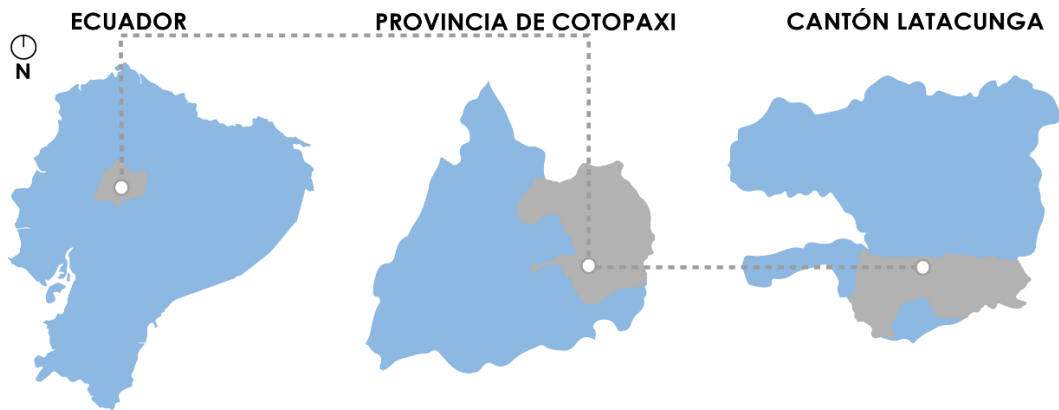 ECUADOR
PROVINCIA DE COTOPAXI
CANTÓN LATACUNGA
N